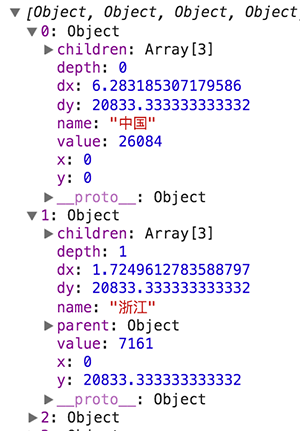 [Object, Object, Object, Object,
0: Object
children: Array[3]
depth: 0
dx: 6.283185307179586
dy: 20833.333333333332
name: "中国"
value: 26084
x: 0
y: 0
__proto__: Object
1: Object
children: Array[3]
depth: 1
dx: 1.7249612783588797
dy: 20833.333333333332
name: "浙江"
parent: Object
value: 7161
x: 0
y: 20833.333333333332
__proto__: Object
2: Object